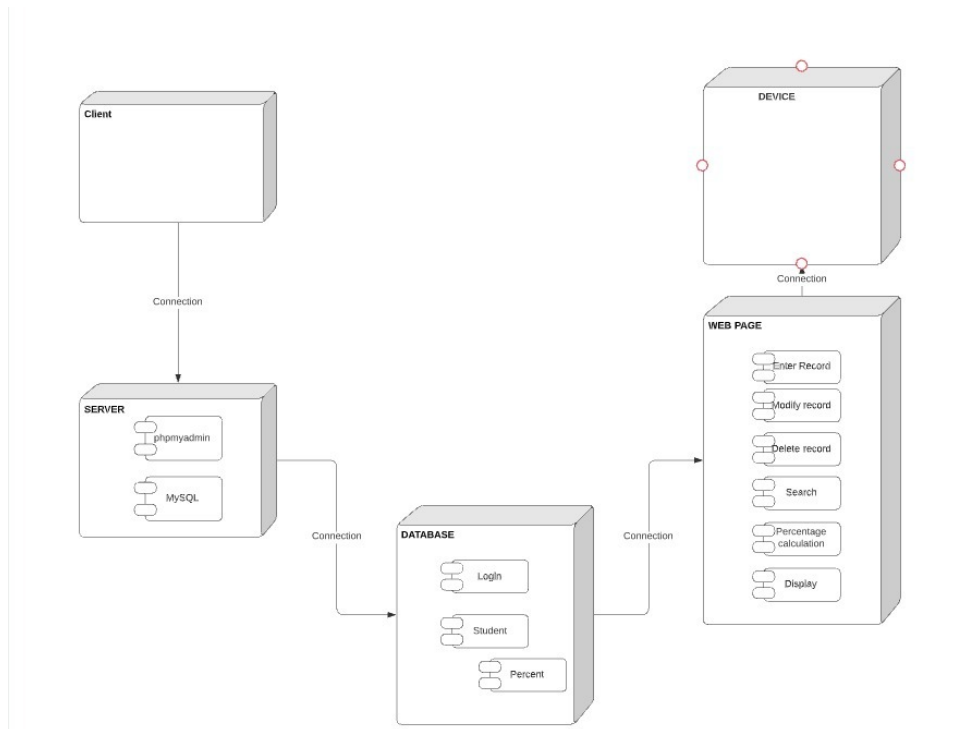 Client
Connection
SERVER
phpmyadmin
MySQL
Connection
DATABASE
Login
Student
Percent
Connection
WEB PAGE
Enter Record
Modify record
Delete record
Search
Percentage
calculation
Display
Connection
DEVICE